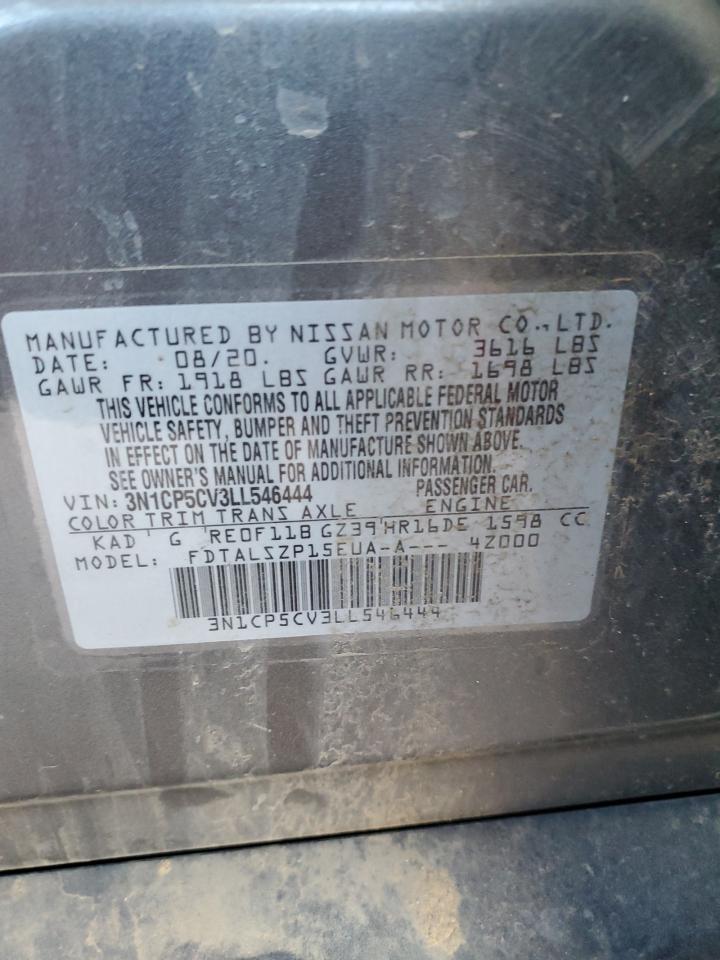 MANUFACTURED BY NISSAN MOTOR CO., LTD.
DATE: 08/20. GVWR: 3616 LBS
GAWR FR: 1918 LBS GAWR RR: 1698 LBS
THIS VEHICLE CONFORMS TO ALL APPLICABLE FEDERAL MOTOR
VEHICLE SAFETY, BUMPER AND THEFT PREVENTION STANDARDS
IN EFFECT ON THE DATE OF MANUFACTURE SHOWN ABOVE.
SEE OWNER'S MANUAL FOR ADDITIONAL INFORMATION.
VIN: 3N1CP5CV3LL546444 PASSENGER CAR.
COLOR TRIM TRANS AXLE ENGINE
KAD G RE0F11B GZ39 HR16DE 1598 CC
MODEL: FDTALSZP15EUA-A--- 4Z000
3N1CP5CV3LL546444